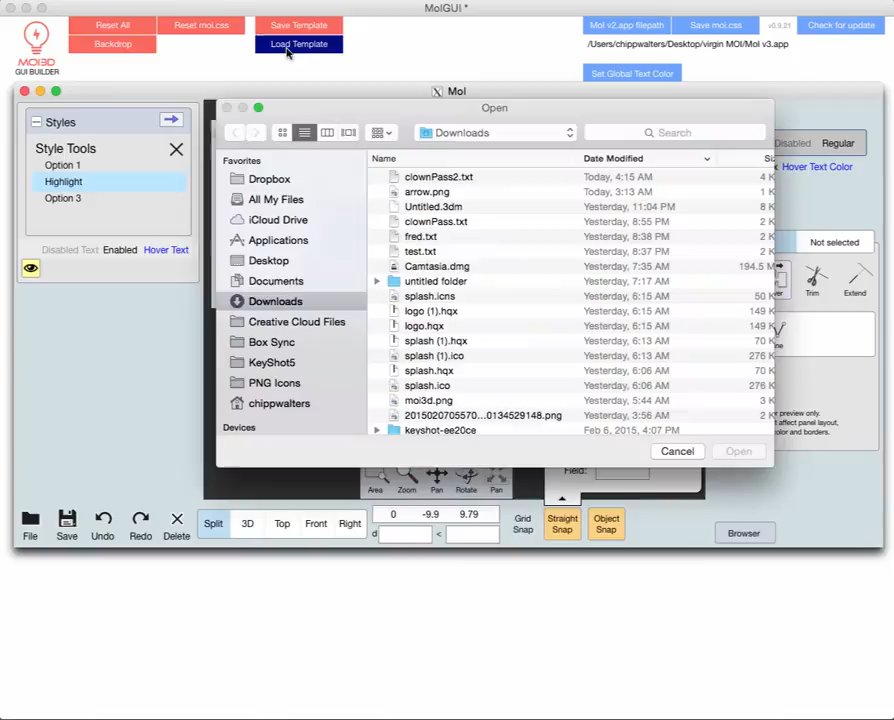 MoIGUI *
Reset All
Reset moi.css
Save Template
Backdrop
Load Template
MoI v2.app filepath
Save moi.css
v0.9.21
Check for update
/Users/chippwalters/Desktop/virgin MOI/MoI v3.app
MOI3D
GUI BUILDER
Set Global Text Color
MoI
Styles
Style Tools
Option 1
Highlight
Option 3
Disabled Text Enabled Hover Text
Open
Downloads
Search
Favorites
Dropbox
All My Files
iCloud Drive
Applications
Desktop
Documents
Downloads
Creative Cloud Files
Box Sync
KeyShot5
PNG Icons
chippwalters
Devices
Name Date Modified Siz
clownPass2.txt Today, 4:15 AM 4 K
arrow.png Today, 3:13 AM 1 K
Untitled.3dm Yesterday, 11:04 PM 8 K
clownPass.txt Yesterday, 8:55 PM 2 K
fred.txt Yesterday, 8:38 PM 2 K
test.txt Yesterday, 8:37 PM 2 K
Camtasia.dmg Yesterday, 7:35 AM 194.5 M
untitled folder Yesterday, 7:17 AM
splash.icns Yesterday, 6:15 AM 50 K
logo (1).hqx Yesterday, 6:15 AM 149 K
logo.hqx Yesterday, 6:15 AM 149 K
splash (1).hqx Yesterday, 6:13 AM 70 K
splash (1).ico Yesterday, 6:13 AM 276 K
splash.hqx Yesterday, 6:06 AM 70 K
splash.ico Yesterday, 6:06 AM 276 K
moi3d.png Yesterday, 5:44 AM 3 K
2015020705570...0134529148.png Yesterday, 3:56 AM 2 K
keyshot-ee20ce Feb 6, 2015, 4:07 PM
Cancel
Open
Disabled Regular
Hover Text Color
Not selected
Trim
Extend
preview only.
t affect panel layout,
color and borders.
Area
Zoom
Pan
Rotate
Pan
Field:
File
Save
Undo
Redo
Delete
Split
3D
Top
Front
Right
0 -9.9 9.79
d <
Grid
Snap
Straight
Snap
Object
Snap
Browser